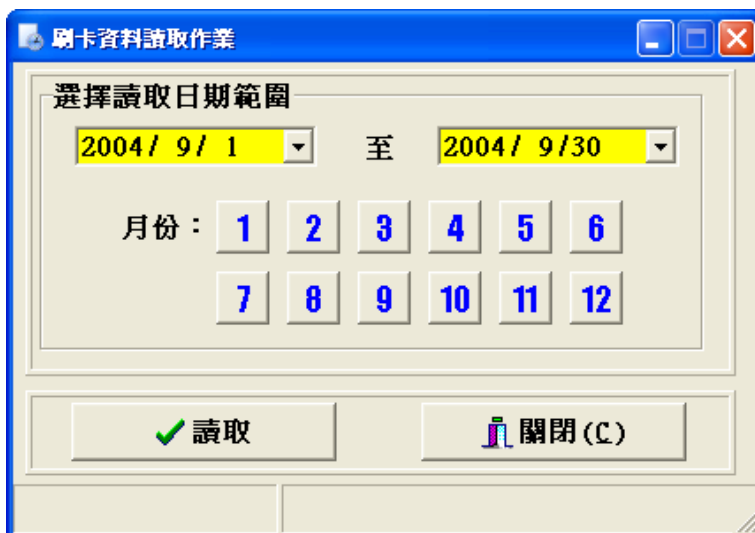 刷卡資料讀取作業
選擇讀取日期範圍
2004/ 9/ 1 至 2004/ 9/30
月份： 1 2 3 4 5 6
7 8 9 10 11 12
讀取 關閉(C)